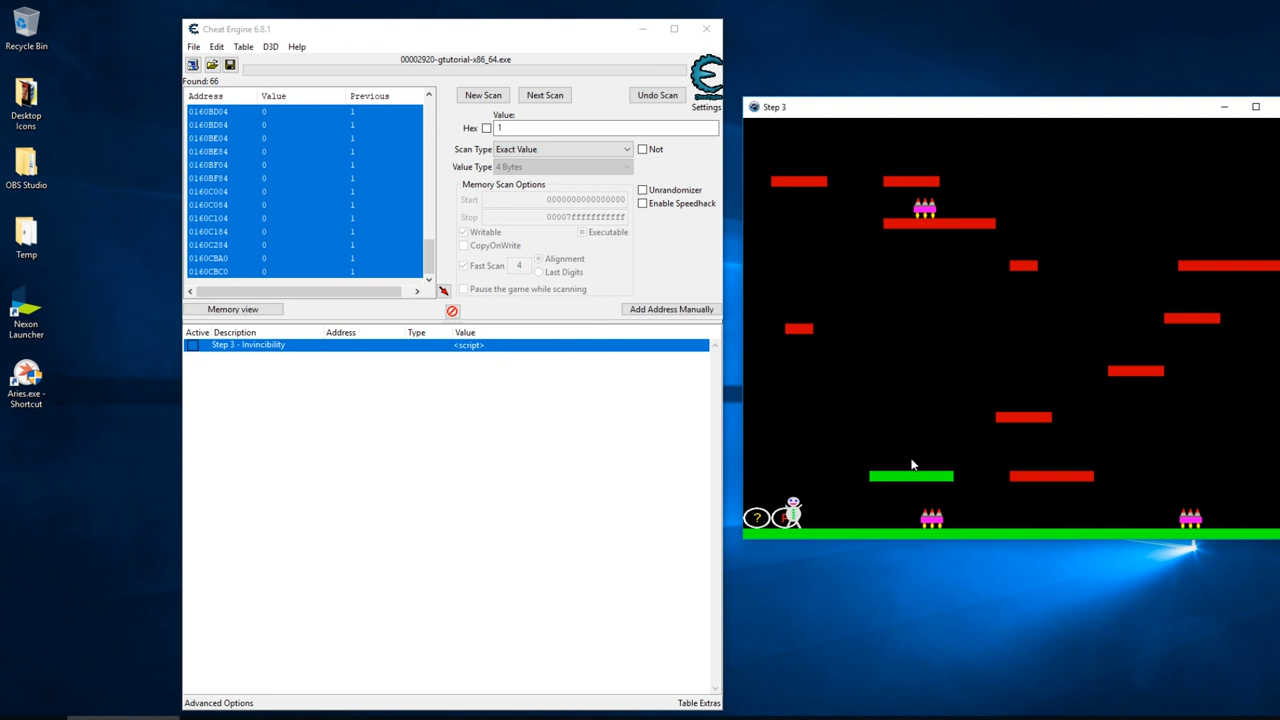 Recycle Bin
Desktop
Icons
OBS Studio
Temp
Nexon
Launcher
Aries.exe -
Shortcut
Cheat Engine 6.8.1
File Edit Table D3D Help
00002920-gtutorial-x86_64.exe
Found: 66
Address Value Previous
0160BD04 0 1
0160BD84 0 1
0160BE04 0 1
0160BE84 0 1
0160BF04 0 1
0160BF84 0 1
0160C004 0 1
0160C084 0 1
0160C104 0 1
0160C184 0 1
0160C284 0 1
0160CBA0 0 1
0160CBC0 0 1
New Scan Next Scan Undo Scan
Settings
Value:
Hex 1
Scan Type Exact Value Not
Value Type 4 Bytes
Memory Scan Options
Start 0000000000000000
Stop 00007fffffffffff
Writable Executable
CopyOnWrite
Fast Scan 4 Alignment
Last Digits
Pause the game while scanning
Unrandomizer
Enable Speedhack
Memory view
Add Address Manually
Active Description Address Type Value
Step 3 - Invincibility <script>
Advanced Options
Table Extras
Step 3
?